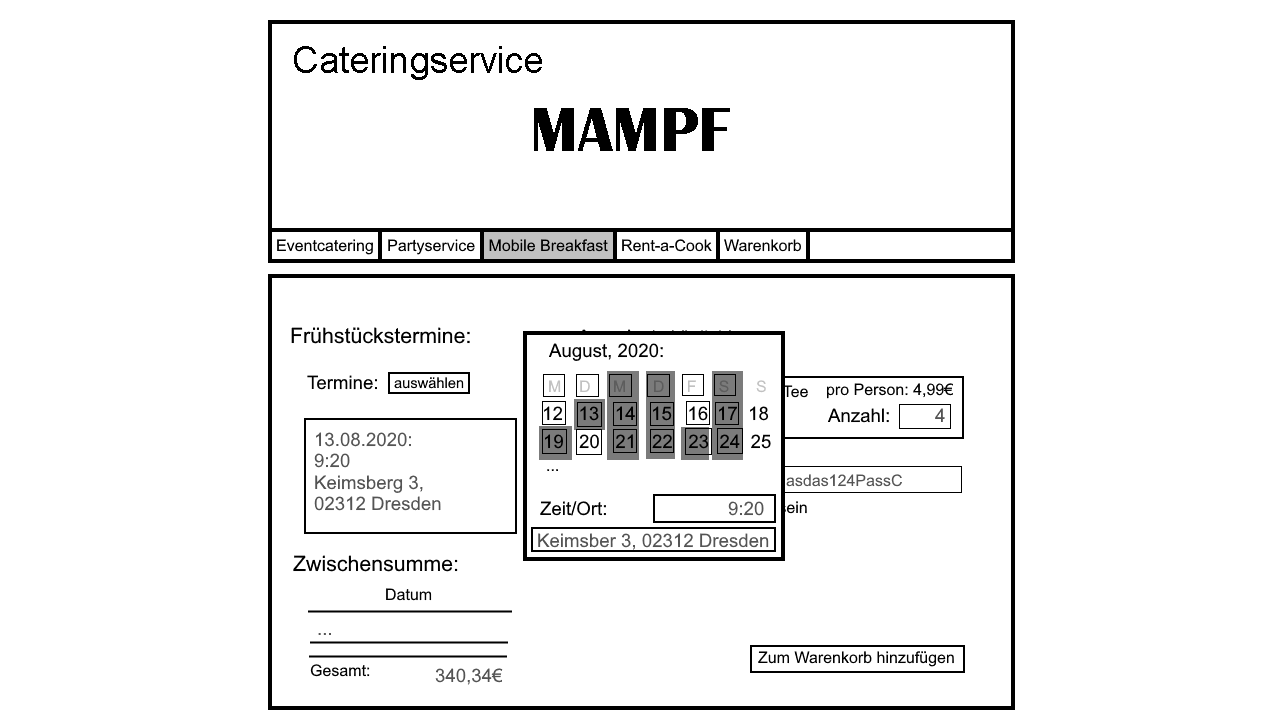 Cateringservice
MAMPF
Eventcatering Partyservice Mobile Breakfast Rent-a-Cook Warenkorb
Frühstückstermine:
Termine: auswählen
13.08.2020:
9:20
Keimsberg 3,
02312 Dresden
August, 2020:
M D M D F S S
12 13 14 15 16 17 18
19 20 21 22 23 24 25
...
Zeit/Ort: 9:20
Keimsber 3, 02312 Dresden
Tee pro Person: 4,99€
Anzahl: 4
asdas124PassC
sein
Zwischensumme:
Datum
...
Gesamt: 340,34€
Zum Warenkorb hinzufügen